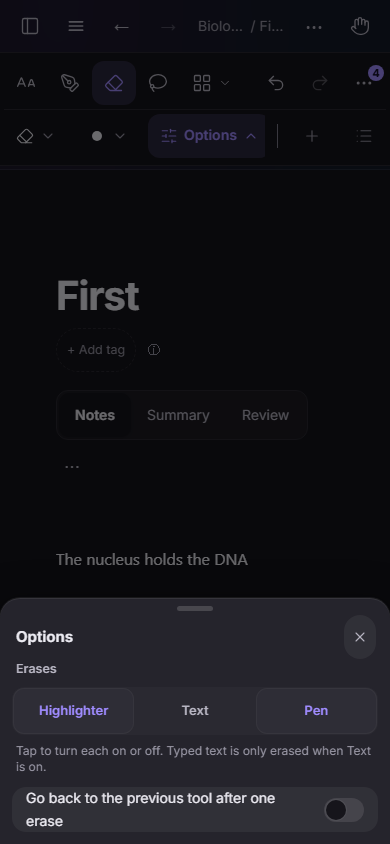 Biolo... / Fi...
AA
4
Options
First
+ Add tag
Notes Summary Review
The nucleus holds the DNA
Options
Erases
Highlighter Text Pen
Tap to turn each on or off. Typed text is only erased when Text
is on.
Go back to the previous tool after one
erase